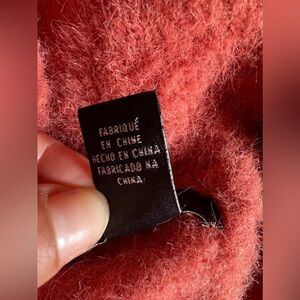 FABRIQUÉ
EN CHINE
HECHO EN CHINA
FABRICADO NA
CHINA